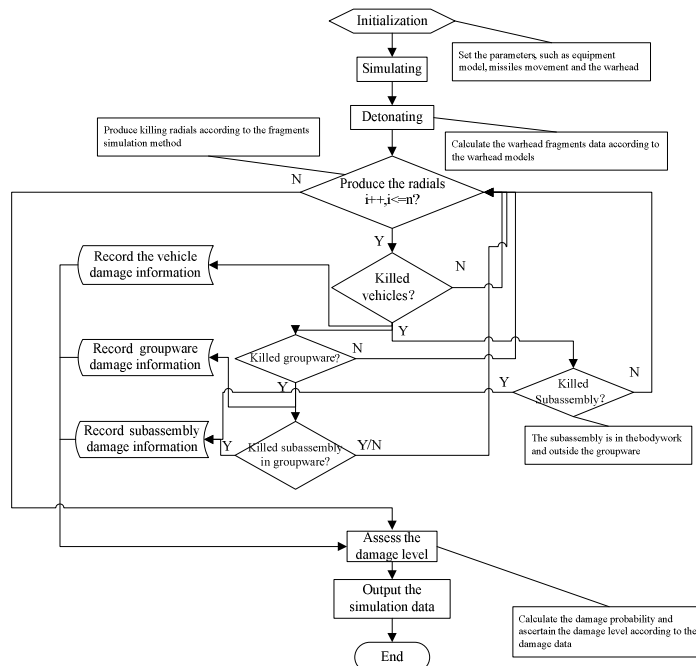 Initialization
Set the parameters, such as equipment
model, missiles movement and the warhead
Simulating
Detonating
Produce killing radials according to the fragments
simulation method
Calculate the warhead fragments data according to
the warhead models
N
Produce the radials
i++,i<=n?
Y
Record the vehicle
damage information
Killed
vehicles?
N
Y
Record groupware
damage information
Killed groupware?
N
Y
Y
Killed
Subassembly?
N
Record subassembly
damage information
Y
Killed subassembly
in groupware?
Y/N
The subassembly is in thebodywork
and outside the groupware
Assess the
damage level
Output the
simulation data
Calculate the damage probability and
ascertain the damage level according to the
damage data
End